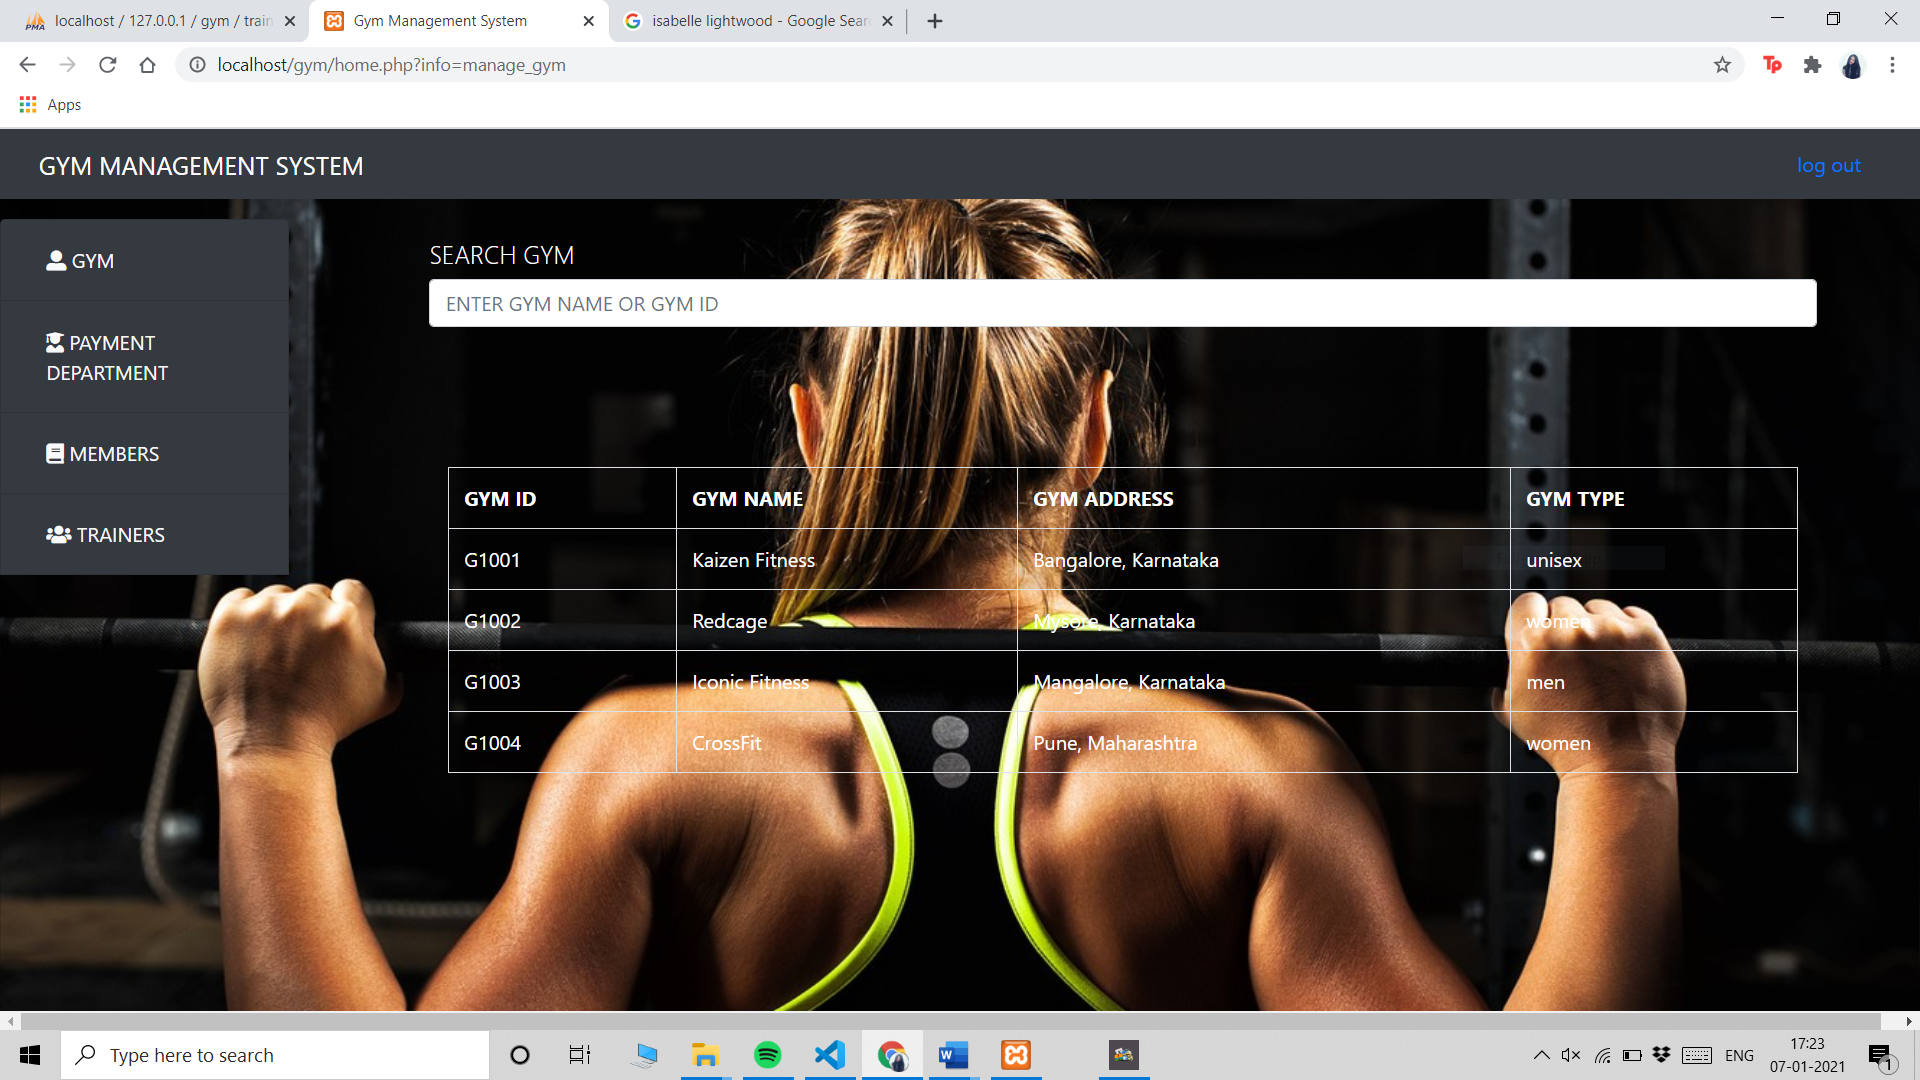 localhost / 127.0.0.1 / gym / train
Gym Management System
isabelle lightwood - Google Sear
localhost/gym/home.php?info=manage_gym
Apps
GYM MANAGEMENT SYSTEM
log out
GYM
PAYMENT
DEPARTMENT
MEMBERS
TRAINERS
SEARCH GYM
ENTER GYM NAME OR GYM ID
GYM ID GYM NAME GYM ADDRESS GYM TYPE
G1001 Kaizen Fitness Bangalore, Karnataka unisex
G1002 Redcage Mysore, Karnataka women
G1003 Iconic Fitness Mangalore, Karnataka men
G1004 CrossFit Pune, Maharashtra women
Type here to search
ENG
17:23
07-01-2021
1